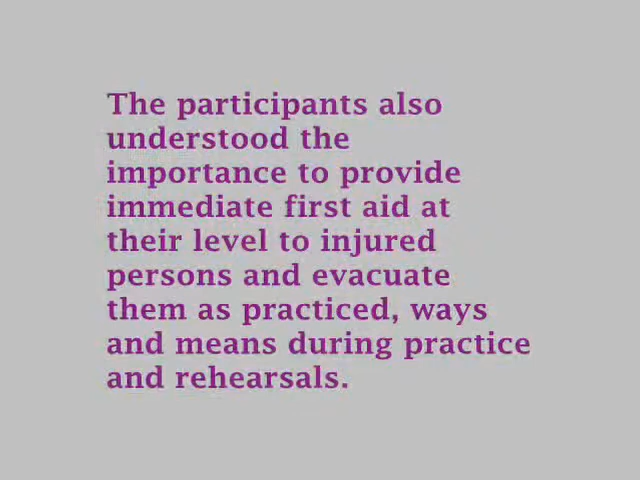 The participants also
understood the
importance to provide
immediate first aid at
their level to injured
persons and evacuate
them as practiced, ways
and means during practice
and rehearsals.